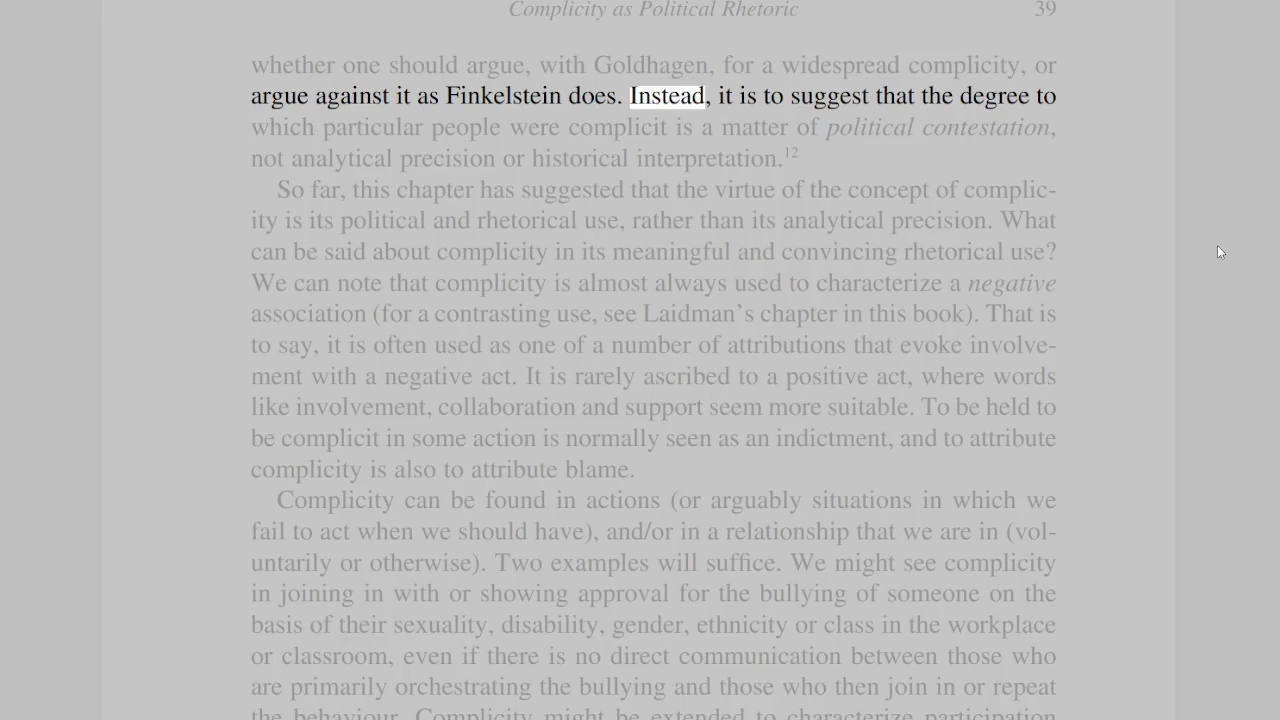 Complicity as Political Rhetoric 39
whether one should argue, with Goldhagen, for a widespread complicity, or
argue against it as Finkelstein does. Instead, it is to suggest that the degree to
which particular people were complicit is a matter of political contestation,
not analytical precision or historical interpretation.12
So far, this chapter has suggested that the virtue of the concept of complic-
ity is its political and rhetorical use, rather than its analytical precision. What
can be said about complicity in its meaningful and convincing rhetorical use?
We can note that complicity is almost always used to characterize a negative
association (for a contrasting use, see Laidman's chapter in this book). That is
to say, it is often used as one of a number of attributions that evoke involve-
ment with a negative act. It is rarely ascribed to a positive act, where words
like involvement, collaboration and support seem more suitable. To be held to
be complicit in some action is normally seen as an indictment, and to attribute
complicity is also to attribute blame.
Complicity can be found in actions (or arguably situations in which we
fail to act when we should have), and/or in a relationship that we are in (vol-
untarily or otherwise). Two examples will suffice. We might see complicity
in joining in with or showing approval for the bullying of someone on the
basis of their sexuality, disability, gender, ethnicity or class in the workplace
or classroom, even if there is no direct communication between those who
are primarily orchestrating the bullying and those who then join in or repeat
the behaviour. Complicity might be extended to characterize participation